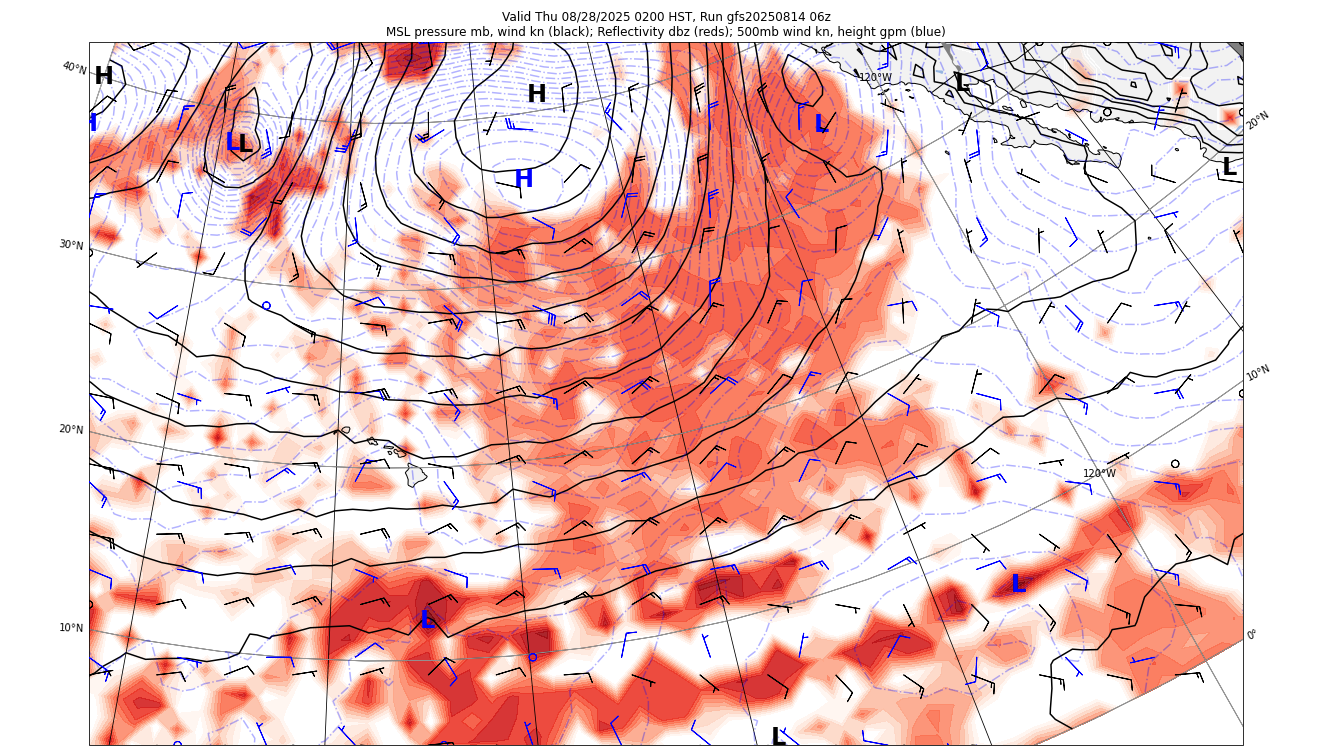 Valid Thu 08/28/2025 0200 HST, Run gfs20250814 06z
MSL pressure mb, wind kn (black); Reflectivity dbz (reds); 500mb wind kn, height gpm (blue)
40°N
H
H
L
L
H
H
L
120°W
L
20°N
L
30°N
10°N
20°N
120°W
10°N
L
L
0°
L